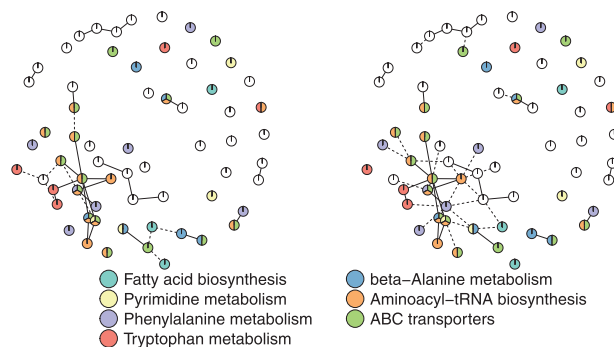 Fatty acid biosynthesis
Pyrimidine metabolism
Phenylalanine metabolism
Tryptophan metabolism
beta−Alanine metabolism
Aminoacyl−tRNA biosynthesis
ABC transporters